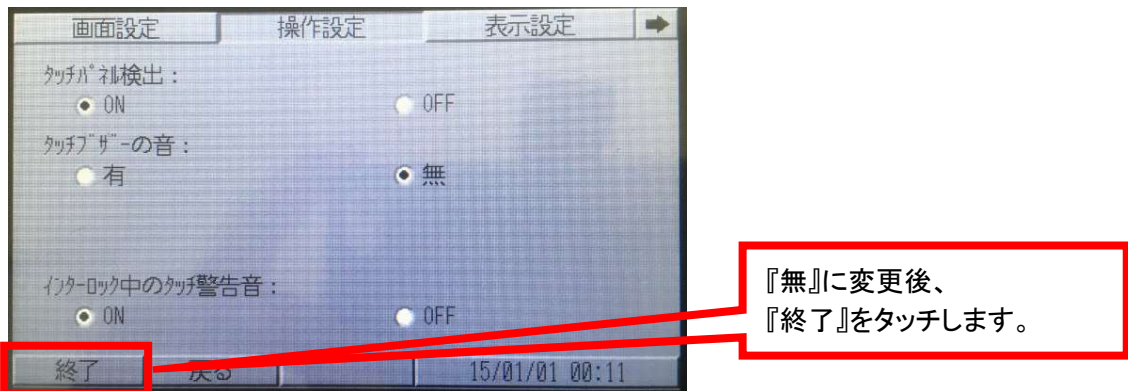 画面設定 操作設定 表示設定 ➡
ﾀｯﾁﾊﾟﾈﾙ検出：
ON OFF
ﾀｯﾁﾌﾞｻﾞｰの音：
有 無
ｲﾝﾀｰﾛｯｸ中のﾀｯﾁ警告音：
ON OFF
『無』に変更後、
『終了』をタッチします。
終了 戻る 15/01/01 00:11